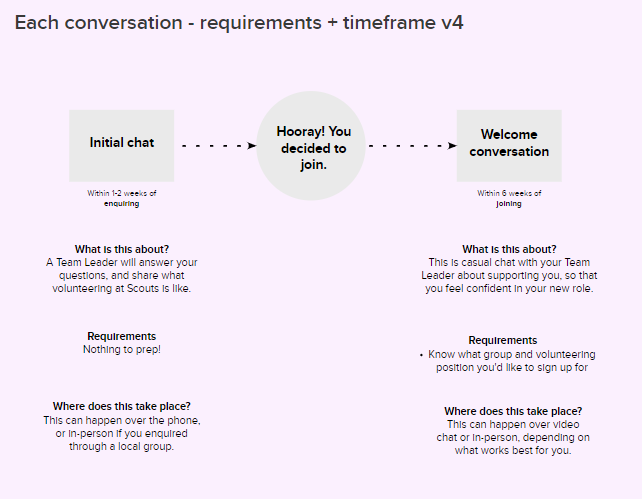 Each conversation - requirements + timeframe v4
Initial chat
Hooray! You
decided to
join.
Welcome
conversation
Within 1-2 weeks of
enquiring
Within 6 weeks of
joining
What is this about?
A Team Leader will answer your
questions, and share what
volunteering at Scouts is like.
What is this about?
This is casual chat with your Team
Leader about supporting you, so that
you feel confident in your new role.
Requirements
Nothing to prep!
Requirements
• Know what group and volunteering
position you'd like to sign up for
Where does this take place?
This can happen over the phone,
or in-person if you enquired
through a local group.
Where does this take place?
This can happen over video
chat or in-person, depending on
what works best for you.